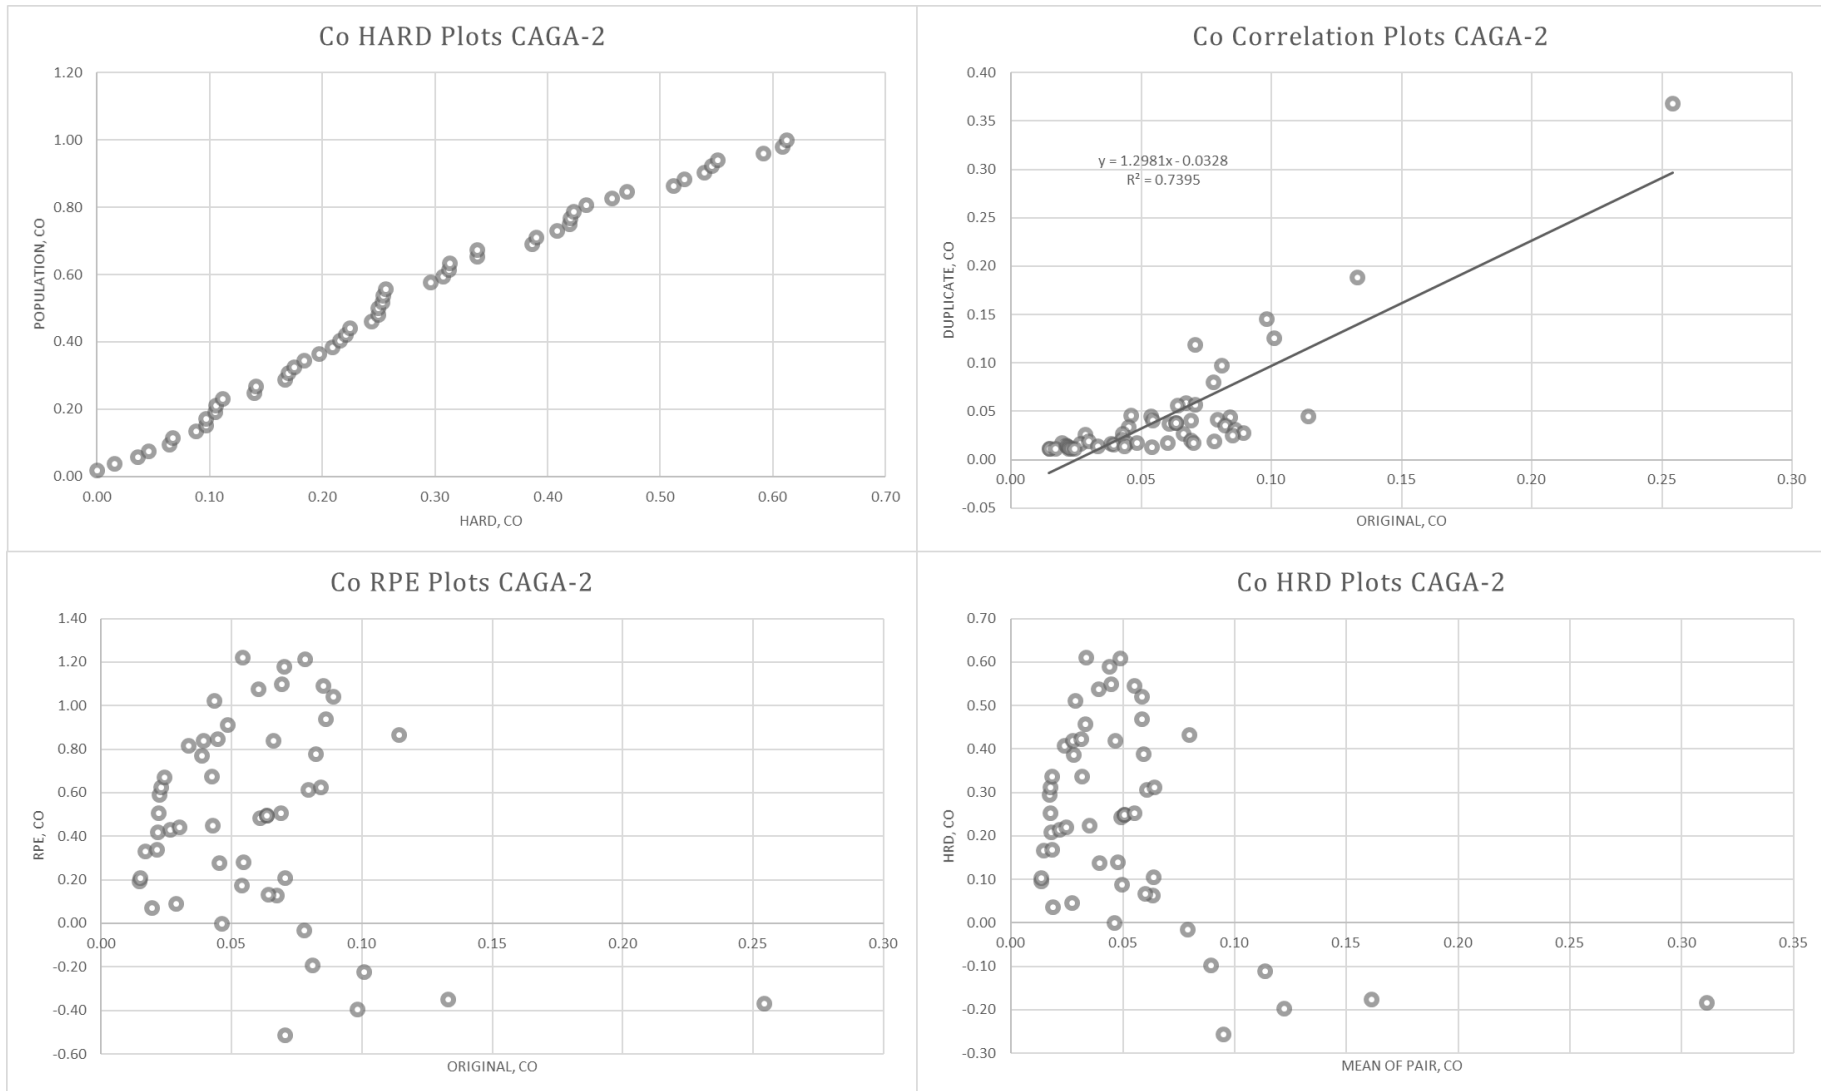 Co HARD Plots CAGA-2
1.20
1.00
0.80
0.60
0.40
0.20
0.00
POPULATION, CO
0.00 0.10 0.20 0.30 0.40 0.50 0.60 0.70
HARD, CO
Co Correlation Plots CAGA-2
0.40
0.35
0.30
0.25
0.20
0.15
0.10
0.05
0.00
-0.05
DUPLICATE, CO
y = 1.2981x - 0.0328
R² = 0.7395
0.00 0.05 0.10 0.15 0.20 0.25 0.30
ORIGINAL, CO
Co RPE Plots CAGA-2
1.40
1.20
1.00
0.80
0.60
0.40
0.20
0.00
-0.20
-0.40
-0.60
RPE, CO
0.00 0.05 0.10 0.15 0.20 0.25 0.30
ORIGINAL, CO
Co HRD Plots CAGA-2
0.70
0.60
0.50
0.40
0.30
0.20
0.10
0.00
-0.10
-0.20
-0.30
HRD, CO
0.00 0.05 0.10 0.15 0.20 0.25 0.30 0.35
MEAN OF PAIR, CO